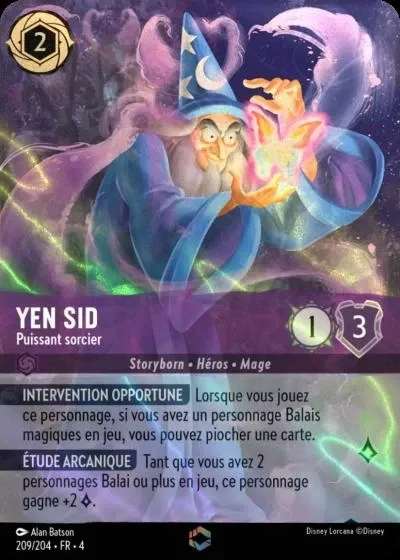 2
YEN SID
Puissant sorcier
1
3
Storyborn • Héros • Mage
INTERVENTION OPPORTUNE Lorsque vous jouez
ce personnage, si vous avez un personnage Balais
magiques en jeu, vous pouvez piocher une carte.
ÉTUDE ARCANIQUE Tant que vous avez 2
personnages Balai ou plus en jeu, ce personnage
gagne +2 ⟡.
Alan Batson
Disney Lorcana ©Disney
209/204 • FR • 4